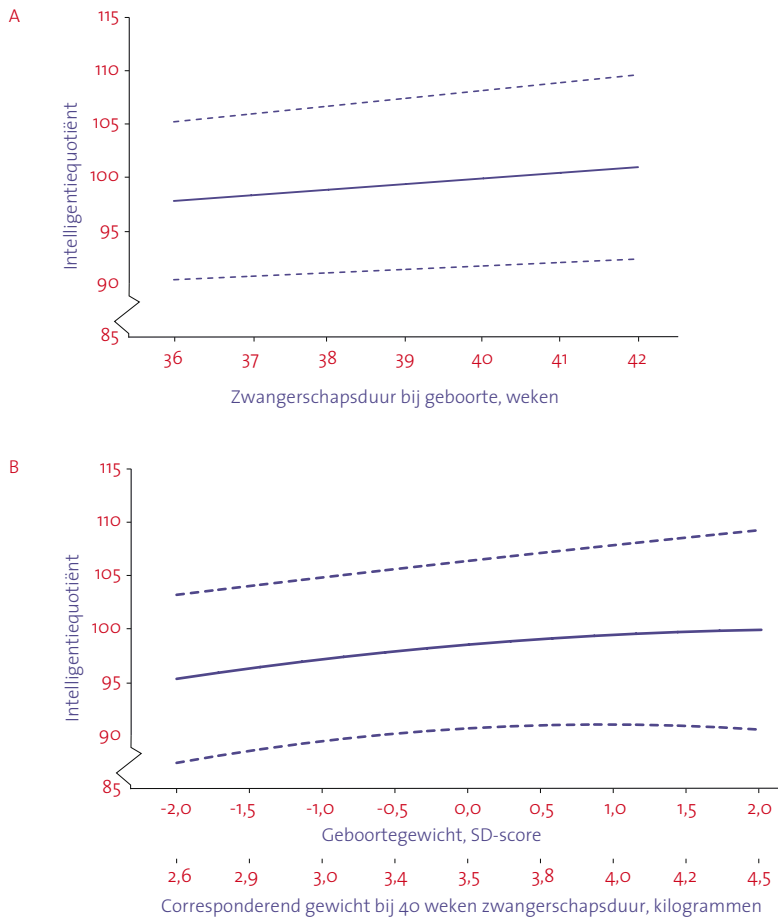 A
115
110
105
100
95
90
85
Intelligentiequotiënt
36 37 38 39 40 41 42
Zwangerschapsduur bij geboorte, weken
B
115
110
105
100
95
90
85
Intelligentiequotiënt
-2,0 -1,5 -1,0 -0,5 0,0 0,5 1,0 1,5 2,0
Geboortegewicht, SD-score
2,6 2,9 3,0 3,4 3,5 3,8 4,0 4,2 4,5
Corresponderend gewicht bij 40 weken zwangerschapsduur, kilogrammen